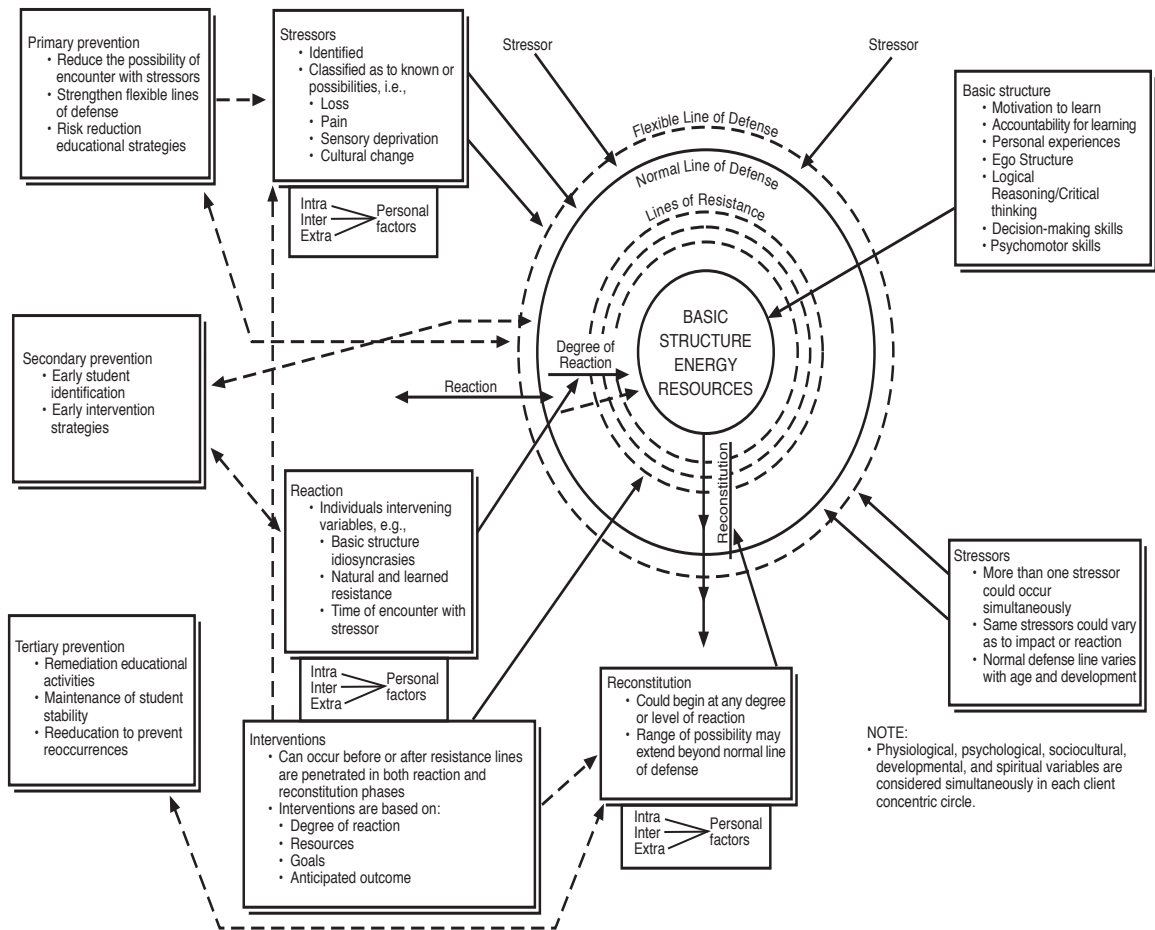 Primary prevention
• Reduce the possibility of
encounter with stressors
• Strengthen flexible lines
of defense
• Risk reduction
educational strategies
Stressors
• Identified
• Classified as to known or
possibilities, i.e.,
• Loss
• Pain
• Sensory deprivation
• Cultural change
Intra
Inter
Extra
Personal
factors
Stressor
Stressor
Flexible Line of Defense
Normal Line of Defense
Lines of Resistance
BASIC
STRUCTURE
ENERGY
RESOURCES
Basic structure
• Motivation to learn
• Accountability for learning
• Personal experiences
• Ego Structure
• Logical
Reasoning/Critical
thinking
• Decision-making skills
• Psychomotor skills
Secondary prevention
• Early student
identification
• Early intervention
strategies
Degree of
Reaction
Reaction
Reconstitution
Reaction
• Individuals intervening
variables, e.g.,
• Basic structure
idiosyncrasies
• Natural and learned
resistance
• Time of encounter with
stressor
Intra
Inter
Extra
Personal
factors
Stressors
• More than one stressor
could occur
simultaneously
• Same stressors could vary
as to impact or reaction
• Normal defense line varies
with age and development
Tertiary prevention
• Remediation educational
activities
• Maintenance of student
stability
• Reeducation to prevent
reoccurrences
Interventions
• Can occur before or after resistance lines
are penetrated in both reaction and
reconstitution phases
• Interventions are based on:
• Degree of reaction
• Resources
• Goals
• Anticipated outcome
Reconstitution
• Could begin at any degree
or level of reaction
• Range of possibility may
extend beyond normal line
of defense
Intra
Inter
Extra
Personal
factors
NOTE:
• Physiological, psychological, sociocultural,
developmental, and spiritual variables are
considered simultaneously in each client
concentric circle.